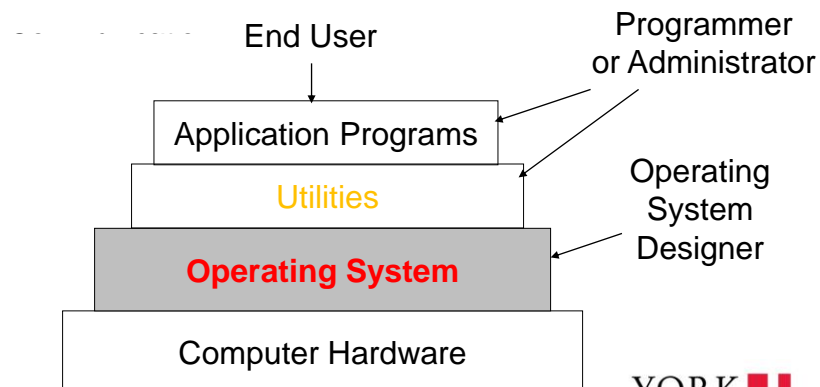 End User
Programmer
or Administrator
Application Programs
Utilities
Operating
System
Designer
Operating System
Computer Hardware
YORK